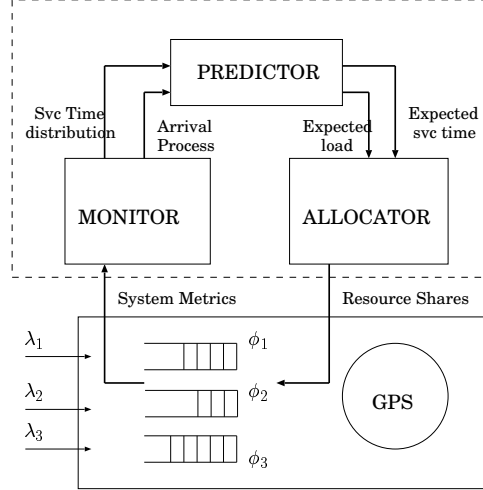 PREDICTOR
Svc Time
distribution
Arrival
Process
Expected
load
Expected
svc time
MONITOR
ALLOCATOR
System Metrics
Resource Shares
λ1
ϕ1
λ2
ϕ2
GPS
λ3
ϕ3